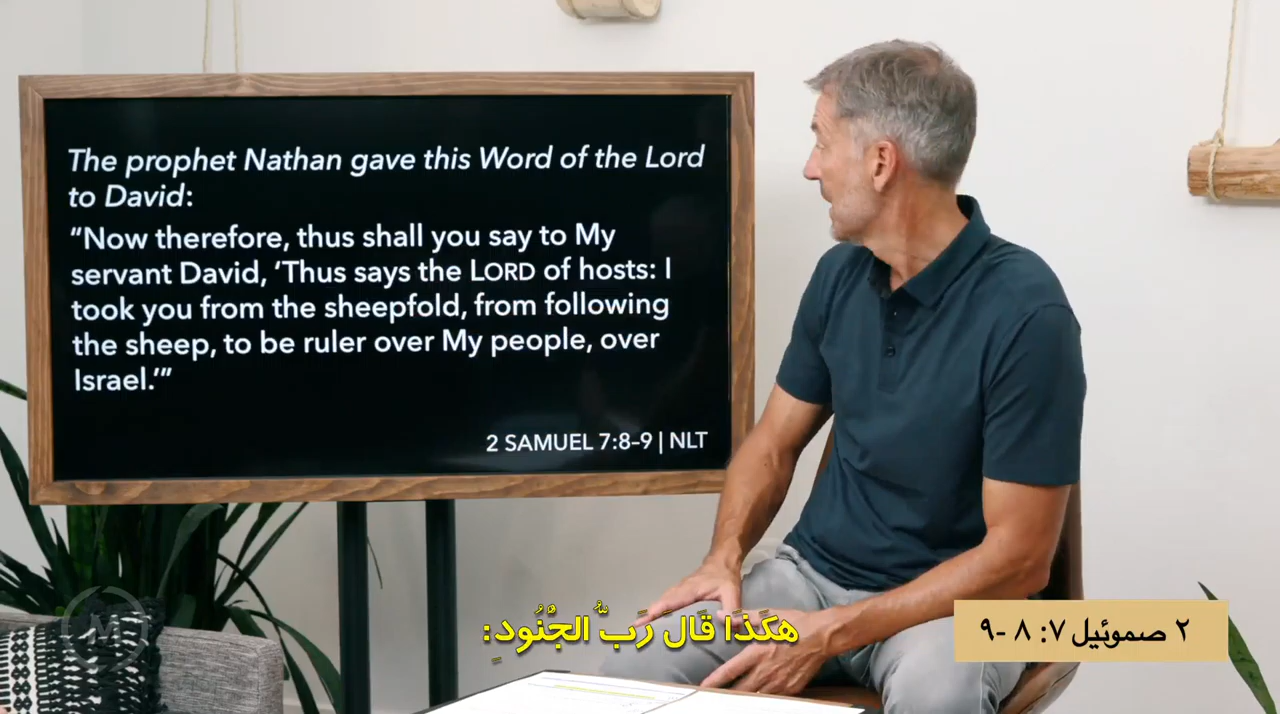 The prophet Nathan gave this Word of the Lord
to David:
“Now therefore, thus shall you say to My
servant David, ‘Thus says the LORD of hosts: I
took you from the sheepfold, from following
the sheep, to be ruler over My people, over
Israel.’”
2 SAMUEL 7:8–9 | NLT
هكَذَا قَالَ رَبُّ الجُنُودِ:
٢ صموئيل ٧: ٨ -٩
M